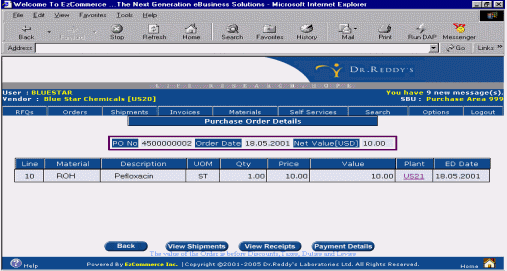 Welcome To EzCommerce ...The Next Generation eBusiness Solutions - Microsoft Internet Explorer
File Edit View Favorites Tools Help
Back Forward Stop Refresh Home Search Favorites History Mail Print Run DAP Messenger
Address Go Links »
DR.REDDY'S
LIFE. RESEARCH. HOPE
User : BLUESTAR You have 9 new message(s).
Vendor : Blue Star Chemicals [US20] SBU : Purchase Area 999
RFQs Orders Shipments Invoices Materials Self Services Search Options Logout
Purchase Order Details
PO No 4500000002 Order Date 18.05.2001 Net Value[USD] 10.00
Line Material Description UOM Qty Price Value Plant ED Date
10 ROH Pefloxacin ST 1.00 10.00 10.00 US21 18.05.2001
Back View Shipments View Receipts Payment Details
The value of the Order is before Discounts, Taxes, Duties and Levies
Help Powered By EzCommerce Inc. | Copyright ©2001-2005 Dr.Reddy's Laboratories Ltd. All Rights Reserved. Home